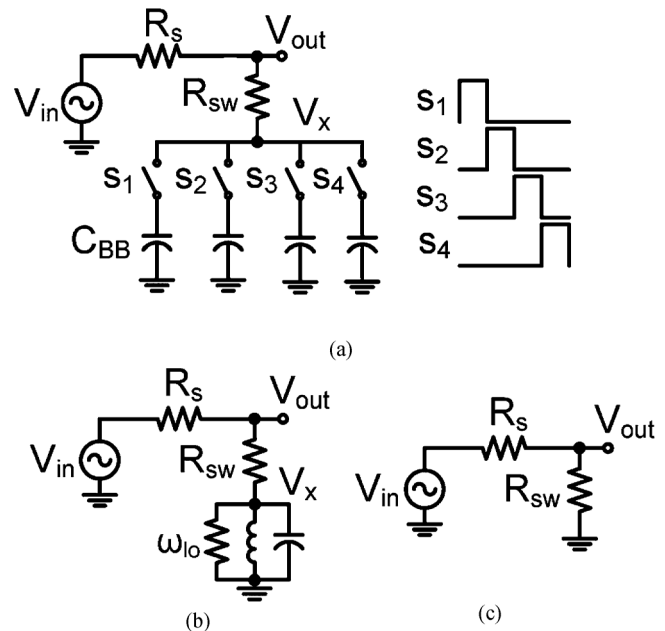 Rs
Vout
Vin
Rsw
Vx
s1 s2 s3 s4
CBB
s1
s2
s3
s4
(a)
Rs
Vout
Vin
Rsw
Vx
ωlo
(b)
Rs
Vout
Vin
Rsw
(c)